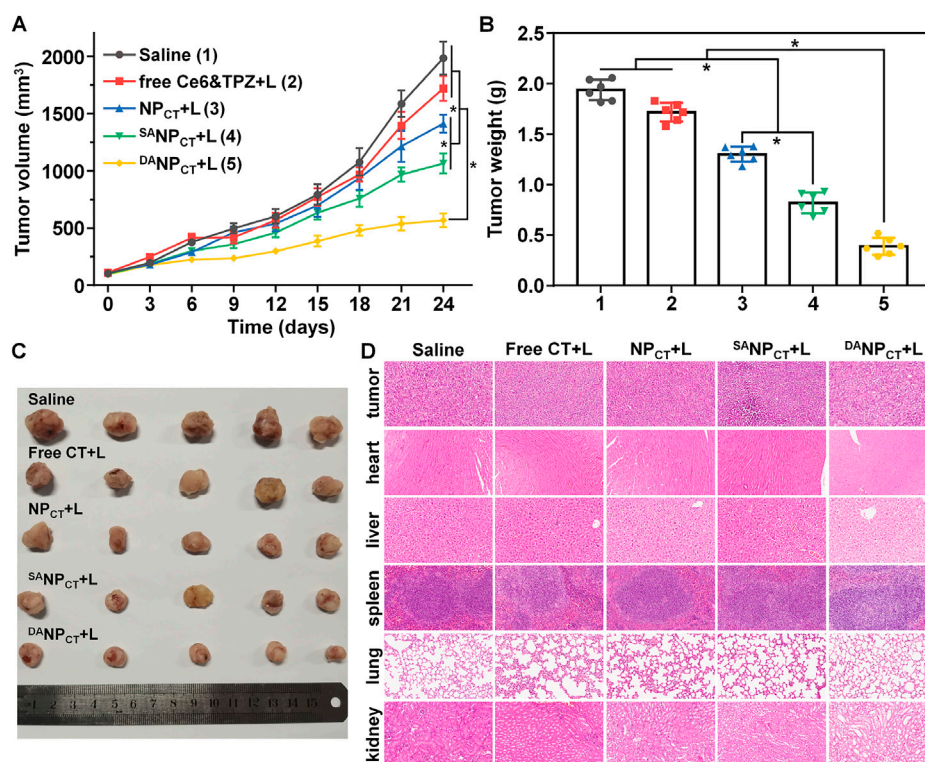 A
Tumor volume (mm³)
2000
1500
1000
500
0
0 3 6 9 12 15 18 21 24
Time (days)
Saline (1)
free Ce6&TPZ+L (2)
NPCT+L (3)
SANPCT+L (4)
DANPCT+L (5)
*
*
*
B
Tumor weight (g)
2.5
2.0
1.5
1.0
0.5
0.0
1 2 3 4 5
*
*
*
C
Saline
Free CT+L
NPCT+L
SANPCT+L
DANPCT+L
1 2 3 4 5 6 7 8 9 10 11 12 13 14 15
D
Saline Free CT+L NPCT+L SANPCT+L DANPCT+L
tumor
heart
liver
spleen
lung
kidney